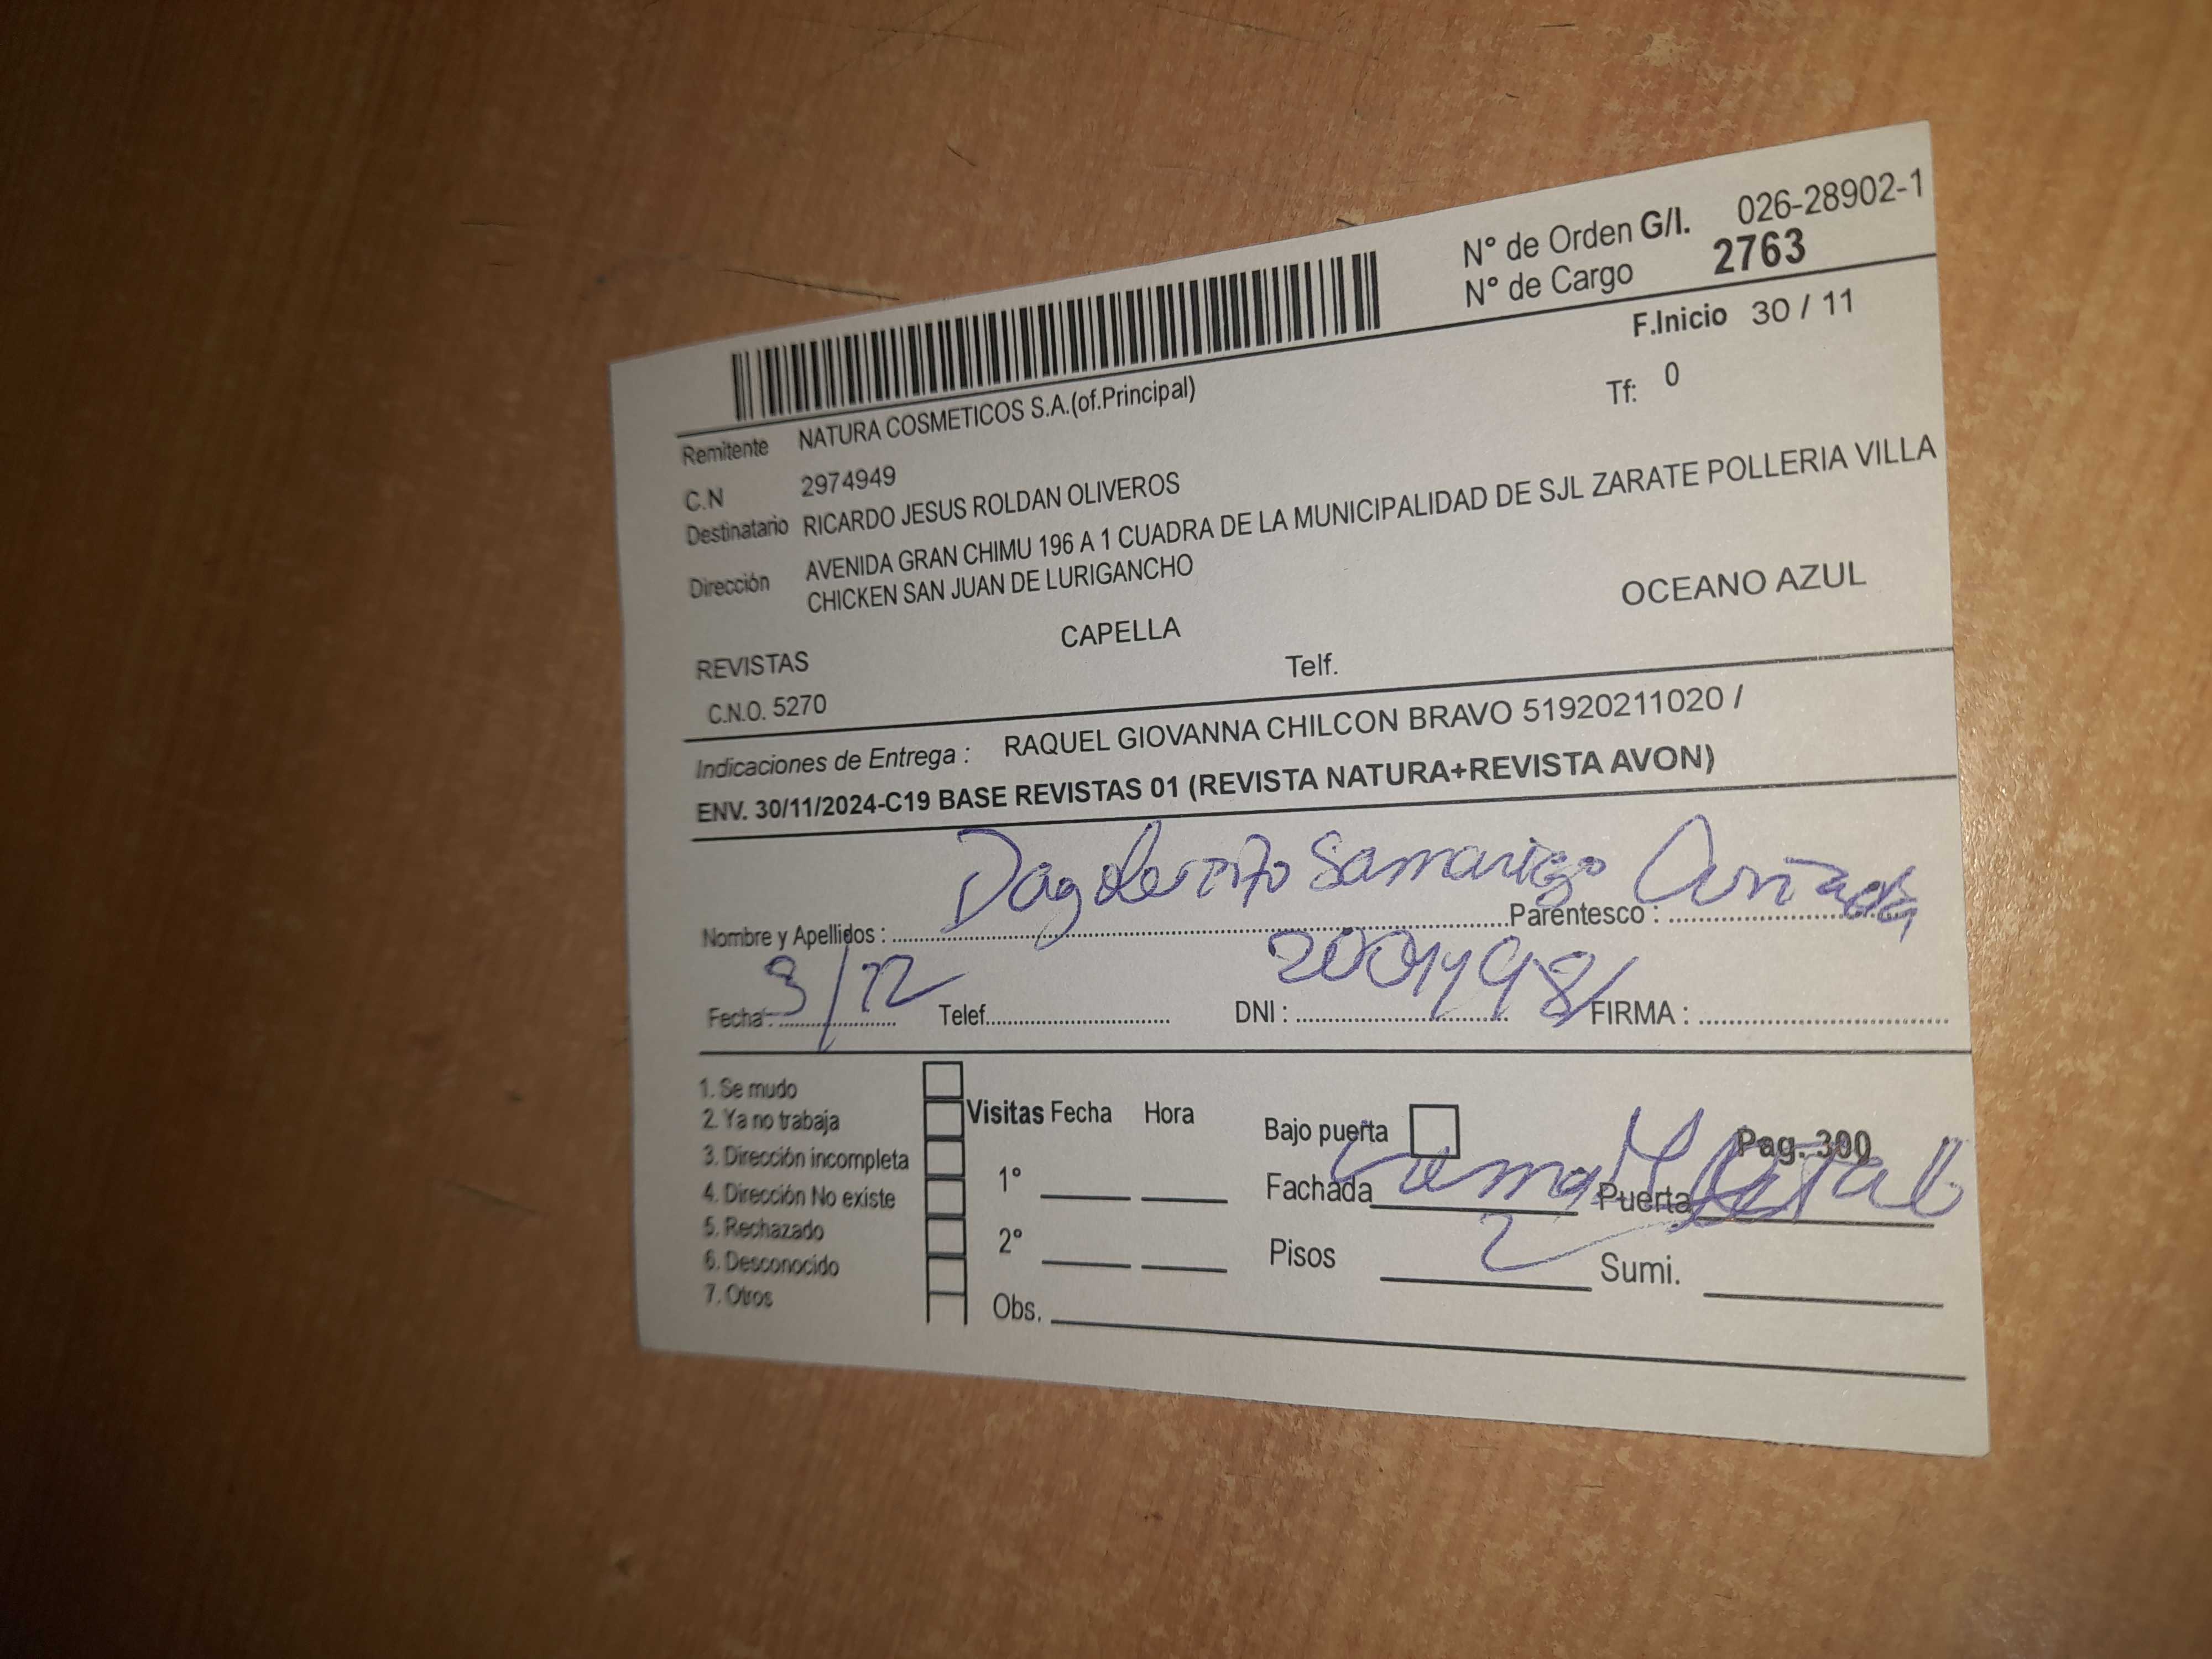 N° de Orden G/I. 026-28902-1
N° de Cargo 2763
F.Inicio 30 / 11
Remitente NATURA COSMETICOS S.A.(of.Principal)
Tf: 0
C.N 2974949
Destinatario RICARDO JESUS ROLDAN OLIVEROS
Dirección AVENIDA GRAN CHIMU 196 A 1 CUADRA DE LA MUNICIPALIDAD DE SJL ZARATE POLLERIA VILLA
CHICKEN SAN JUAN DE LURIGANCHO
REVISTAS CAPELLA OCEANO AZUL
C.N.O. 5270 Telf.
Indicaciones de Entrega : RAQUEL GIOVANNA CHILCON BRAVO 51920211020 /
ENV. 30/11/2024-C19 BASE REVISTAS 01 (REVISTA NATURA+REVISTA AVON)
Samaniego
Nombre y Apellidos : Parentesco :
Fecha : 3/12 Telef. DNI : FIRMA :
1. Se mudo
2. Ya no trabaja
3. Dirección incompleta
4. Dirección No existe
5. Rechazado
6. Desconocido
7. Otros
Visitas Fecha Hora
1°
2°
Obs.
Bajo puerta Pag. 300
Fachada crema Puerta Metal
Pisos 2 Sumi.